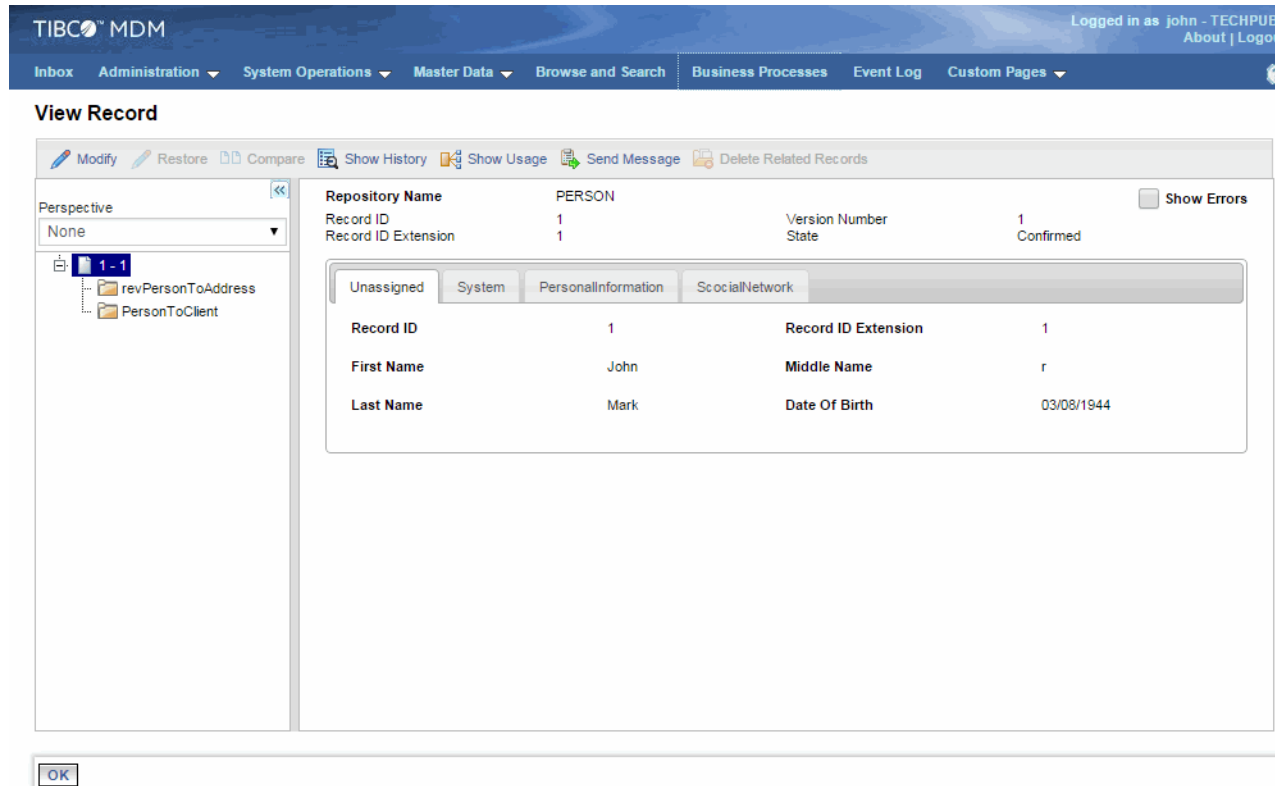 TIBCO™ MDM
Logged in as john - TECHPUB
About | Logou
Inbox Administration System Operations Master Data Browse and Search Business Processes Event Log Custom Pages
View Record
Modify Restore Compare Show History Show Usage Send Message Delete Related Records
Perspective
None
1 - 1
revPersonToAddress
PersonToClient
Repository Name PERSON
Show Errors
Record ID 1 Version Number 1
Record ID Extension 1 State Confirmed
Unassigned System PersonalInformation ScocialNetwork
Record ID 1 Record ID Extension 1
First Name John Middle Name r
Last Name Mark Date Of Birth 03/08/1944
OK